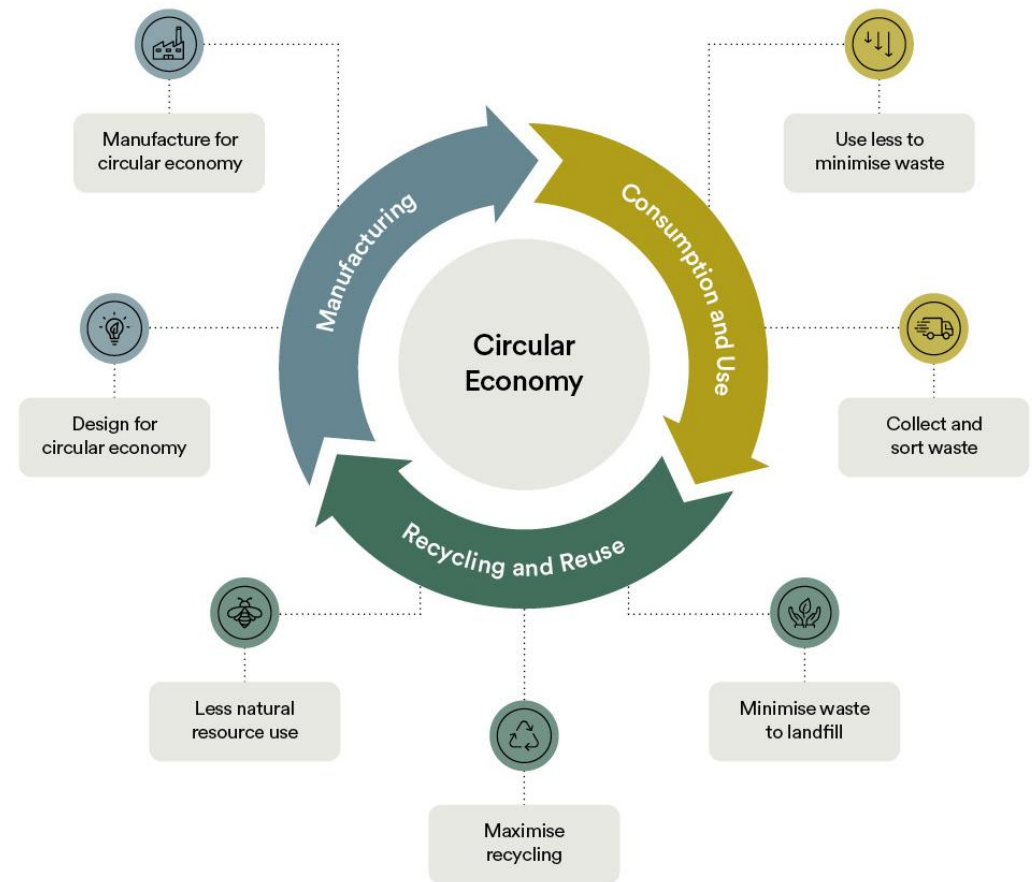 Manufacture for
circular economy
Use less to
minimise waste
Manufacturing
Consumption and Use
Circular
Economy
Design for
circular economy
Collect and
sort waste
Recycling and Reuse
Less natural
resource use
Minimise waste
to landfill
Maximise
recycling